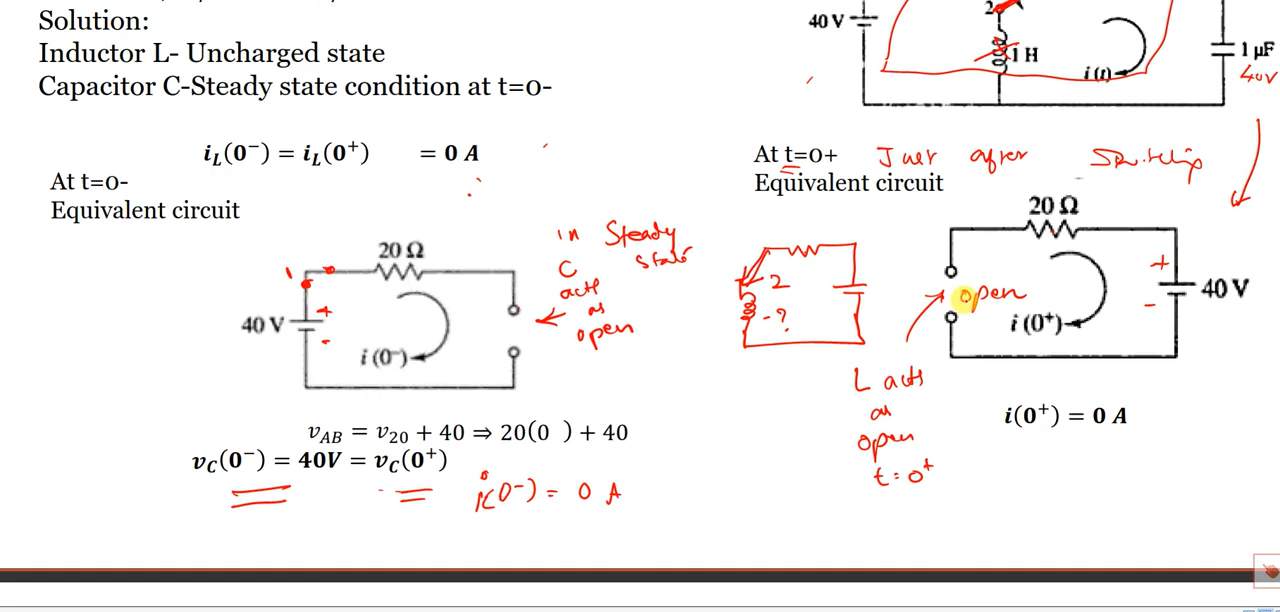 Solution:
Inductor L- Uncharged state
Capacitor C-Steady state condition at t=0-
iL(0⁻) = iL(0⁺) = 0 A
At t=0-
Equivalent circuit
20 Ω
40 V
i (0⁻)
1
+
-
in Steady
state
C
acts
as
open
vAB = v20 + 40 ⇒ 20(0 ) + 40
vC(0⁻) = 40V = vC(0⁺)
i(0⁻) = 0 A
40 V
2
1 H
i (t)
1 µF
40V
At t=0+ Just after
Equivalent circuit
2
- ?
20 Ω
open
+
-
40 V
i (0⁺)
L acts
as
open
t = 0⁺
i(0⁺) = 0 A